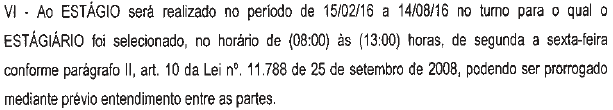 VI - Ao ESTÁGIO será realizado no período de 15/02/16 a 14/08/16 no turno para o qual o
ESTÁGIÁRIO foi selecionado, no horário de (08:00) às (13:00) horas, de segunda a sexta-feira
conforme parágrafo II, art. 10 da Lei nº. 11.788 de 25 de setembro de 2008, podendo ser prorrogado
mediante prévio entendimento entre as partes.